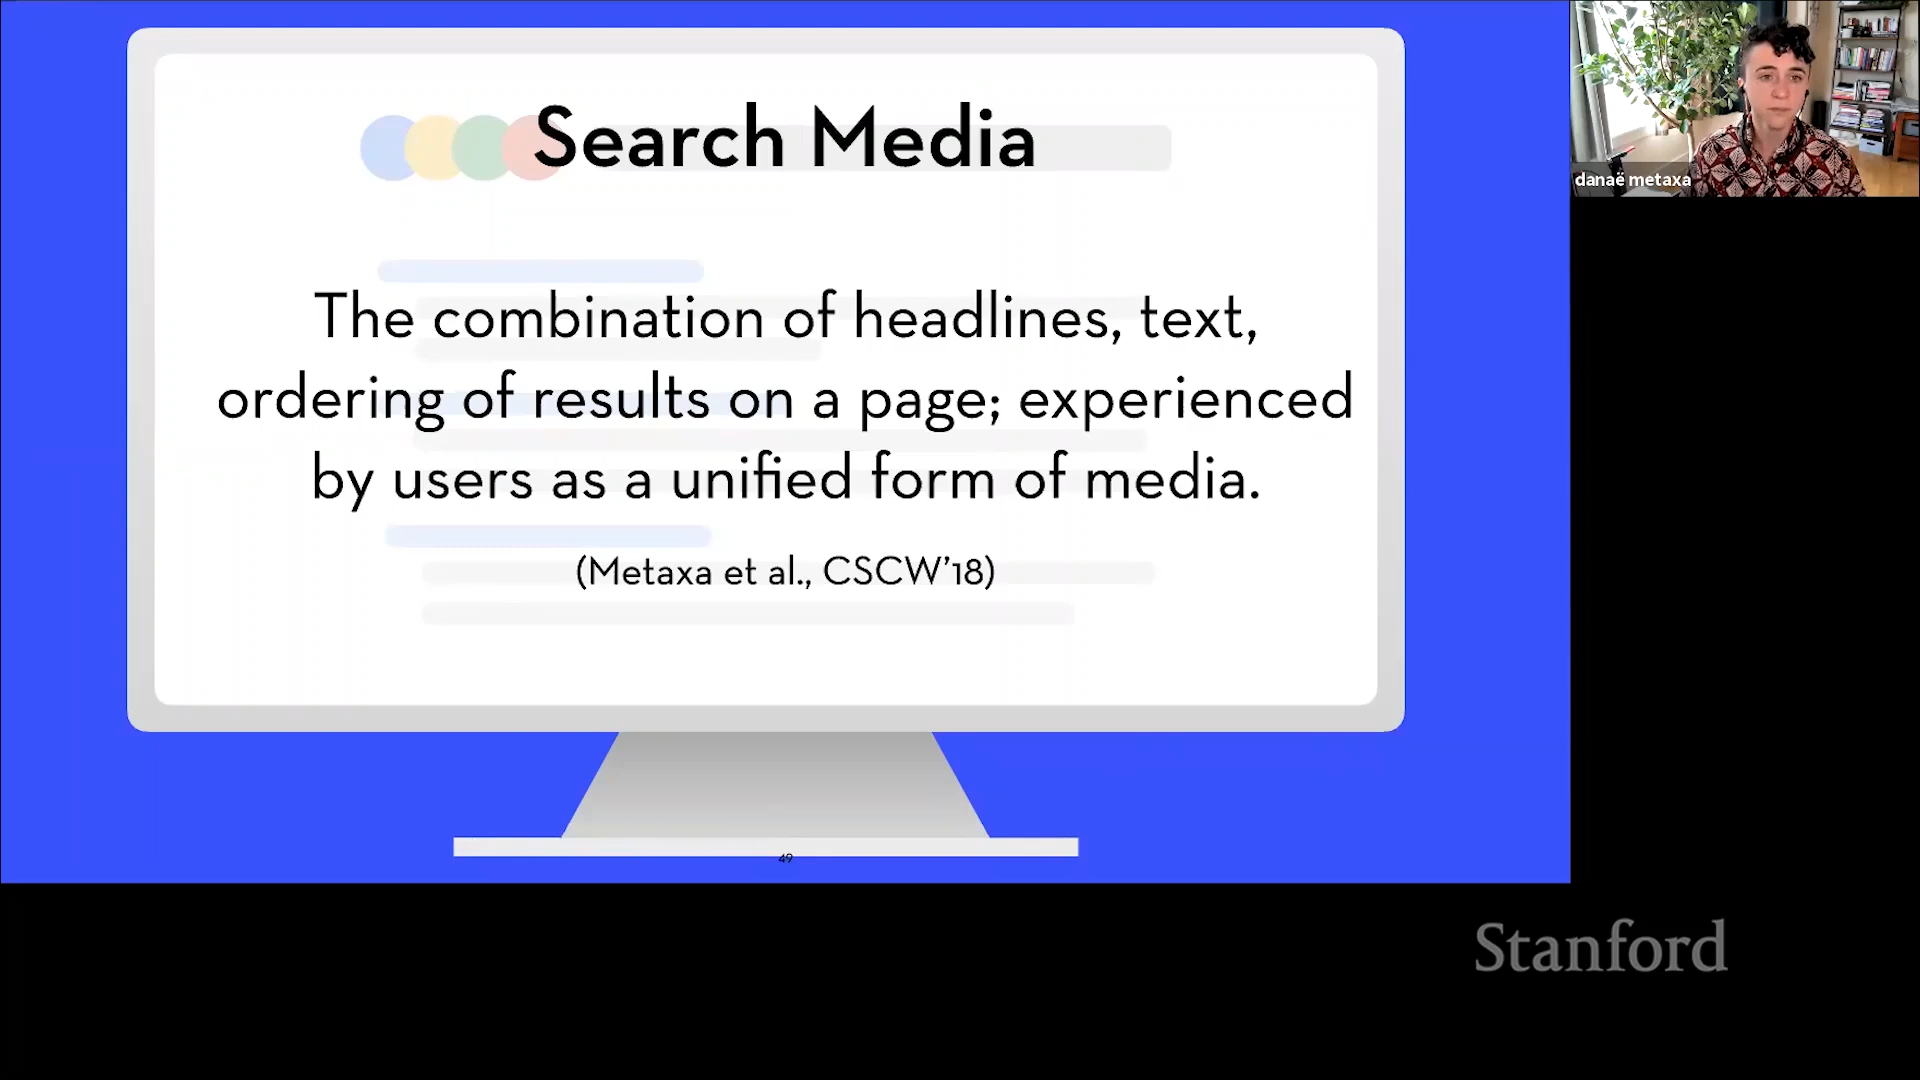 Search Media
The combination of headlines, text,
ordering of results on a page; experienced
by users as a unified form of media.
(Metaxa et al., CSCW’18)
49
danaë metaxa
Stanford